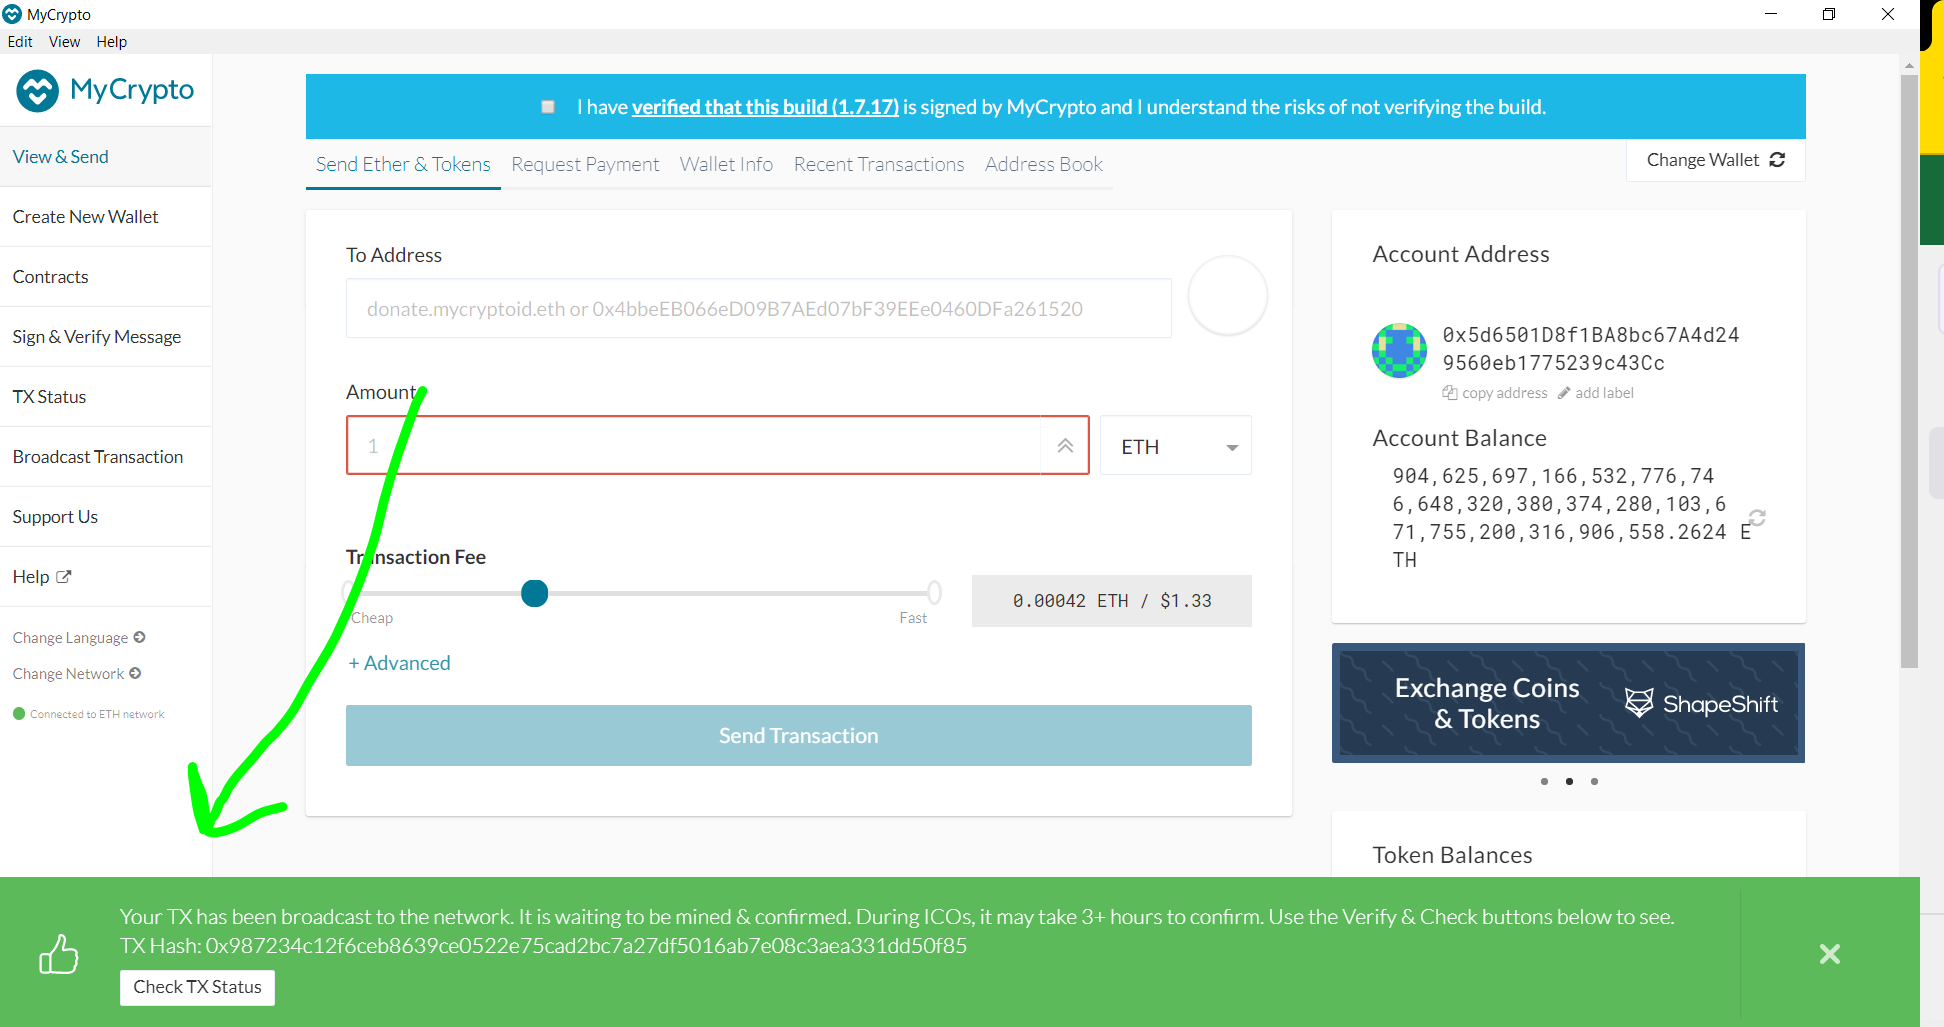 MyCrypto
Edit View Help
MyCrypto
View & Send
Create New Wallet
Contracts
Sign & Verify Message
TX Status
Broadcast Transaction
Support Us
Help
Change Language
Change Network
Connected to ETH network
I have verified that this build (1.7.17) is signed by MyCrypto and I understand the risks of not verifying the build.
Send Ether & Tokens Request Payment Wallet Info Recent Transactions Address Book
Change Wallet
To Address
donate.mycryptoid.eth or 0x4bbeEB066eD09B7AEd07bF39EEe0460DFa261520
Amount
1
ETH
Transaction Fee
Cheap
Fast
0.00042 ETH / $1.33
+ Advanced
Send Transaction
Account Address
0x5d6501D8f1BA8bc67A4d24
9560eb1775239c43Cc
copy address add label
Account Balance
904,625,697,166,532,776,74
6,648,320,380,374,280,103,6
71,755,200,316,906,558.2624 E
TH
Exchange Coins
& Tokens
ShapeShift
Token Balances
Your TX has been broadcast to the network. It is waiting to be mined & confirmed. During ICOs, it may take 3+ hours to confirm. Use the Verify & Check buttons below to see.
TX Hash: 0x987234c12f6ceb8639ce0522e75cad2bc7a27df5016ab7e08c3aea331dd50f85
Check TX Status